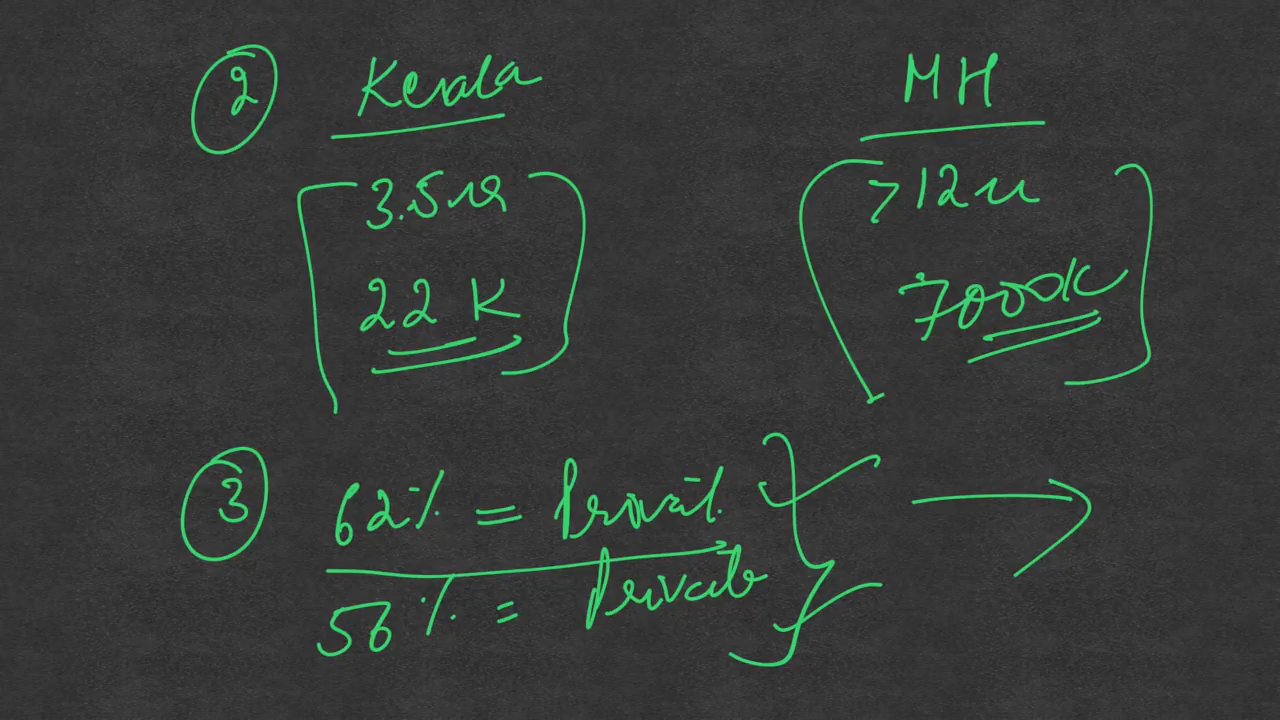 2 Kerala MH
3.5 >12
22 K 7000K
3 62% = Privat
56% = Private